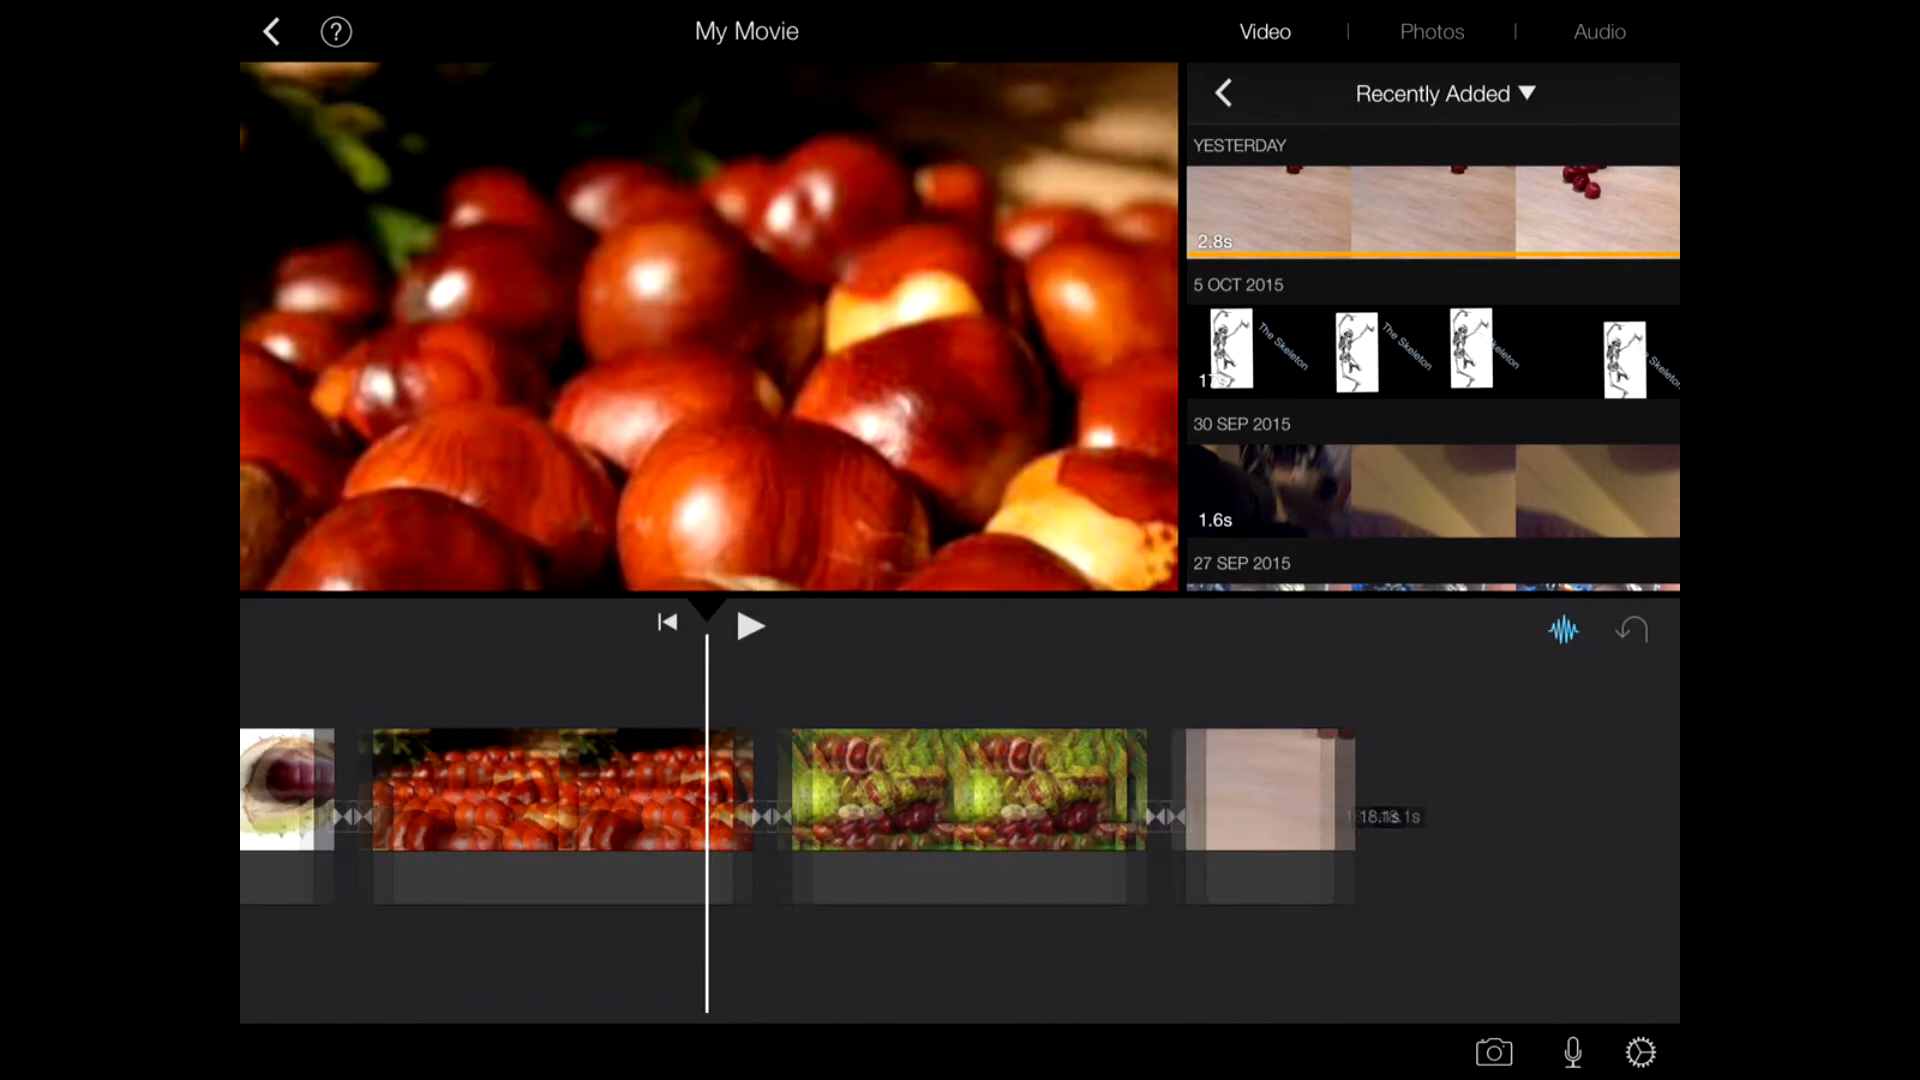 My Movie
Video | Photos | Audio
Recently Added
YESTERDAY
2.8s
5 OCT 2015
The Skeleton The Skeleton
30 SEP 2015
1.6s
27 SEP 2015